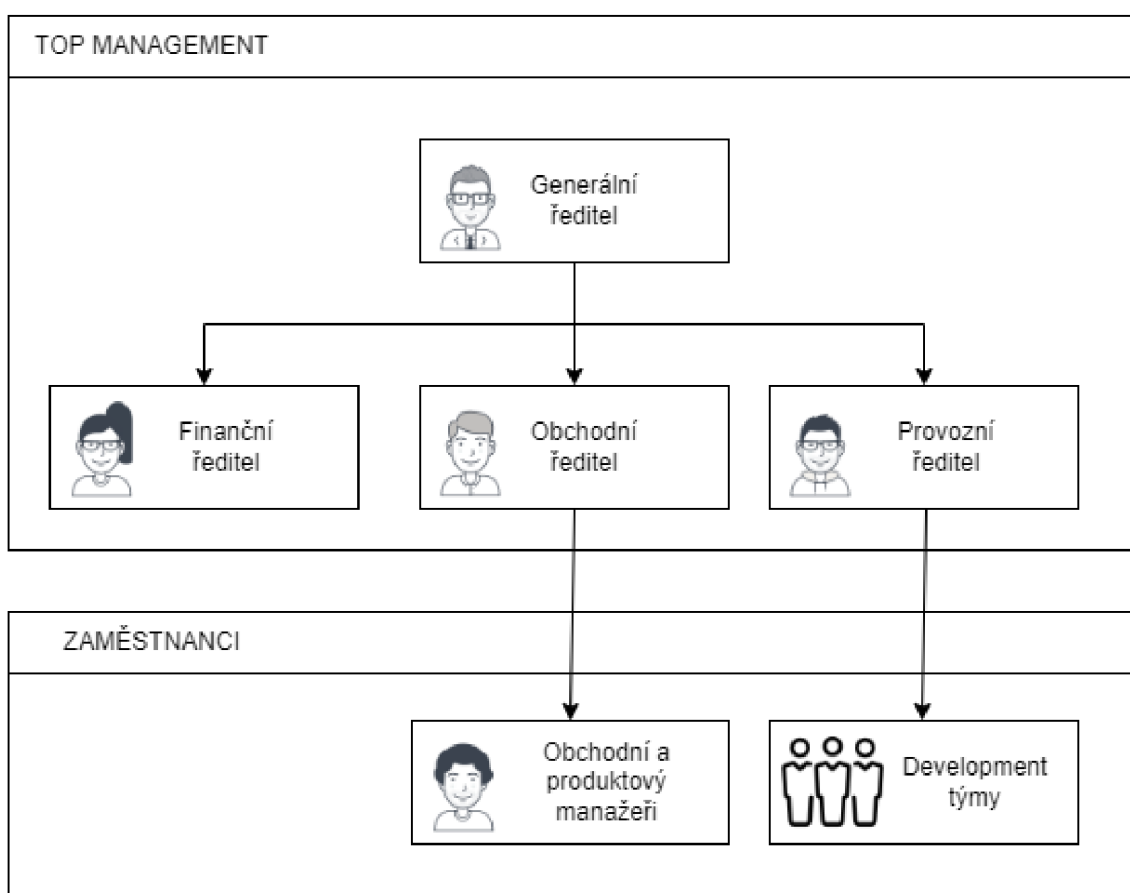 TOP MANAGEMENT
Generální
ředitel
Finanční
ředitel
Obchodní
ředitel
Provozní
ředitel
ZAMĚSTNANCI
Obchodní a
produktový
manažeři
Development
týmy